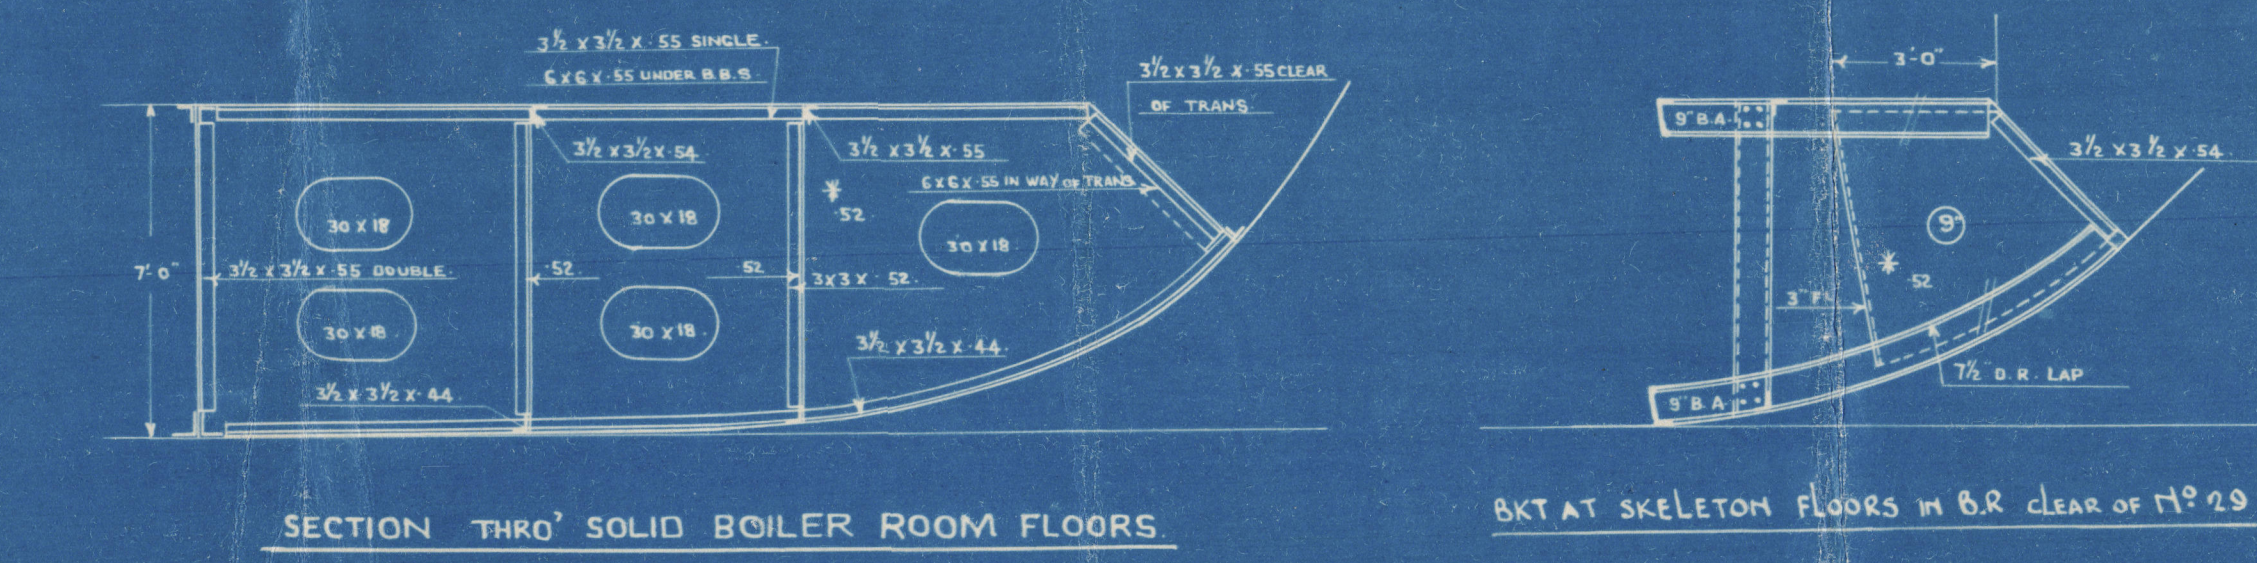 3½ X 3½ X ·55 SINGLE.
6 X 6 X ·55 UNDER B.B.S.
3½ X 3½ X ·55 CLEAR
OF TRANS.
3½ X 3½ X ·54
3½ X 3½ X ·55
6 X 6 X ·55 IN WAY OF TRANS.
* ·52
30 X 18
30 X 18
30 X 18
7'-0"
3½ X 3½ X ·55 DOUBLE.
·52
·52
3 X 3 X ·52.
30 X 18
30 X 18
3½ X 3½ X ·44
3½ X 3½ X ·44
SECTION THRO' SOLID BOILER ROOM FLOORS.
3'-0"
9" B.A.
3½ X 3½ X ·54
9"
* ·52
3" FL
7½" D.R. LAP
9" B.A.
BKT AT SKELETON FLOORS IN B.R CLEAR OF Nº 29